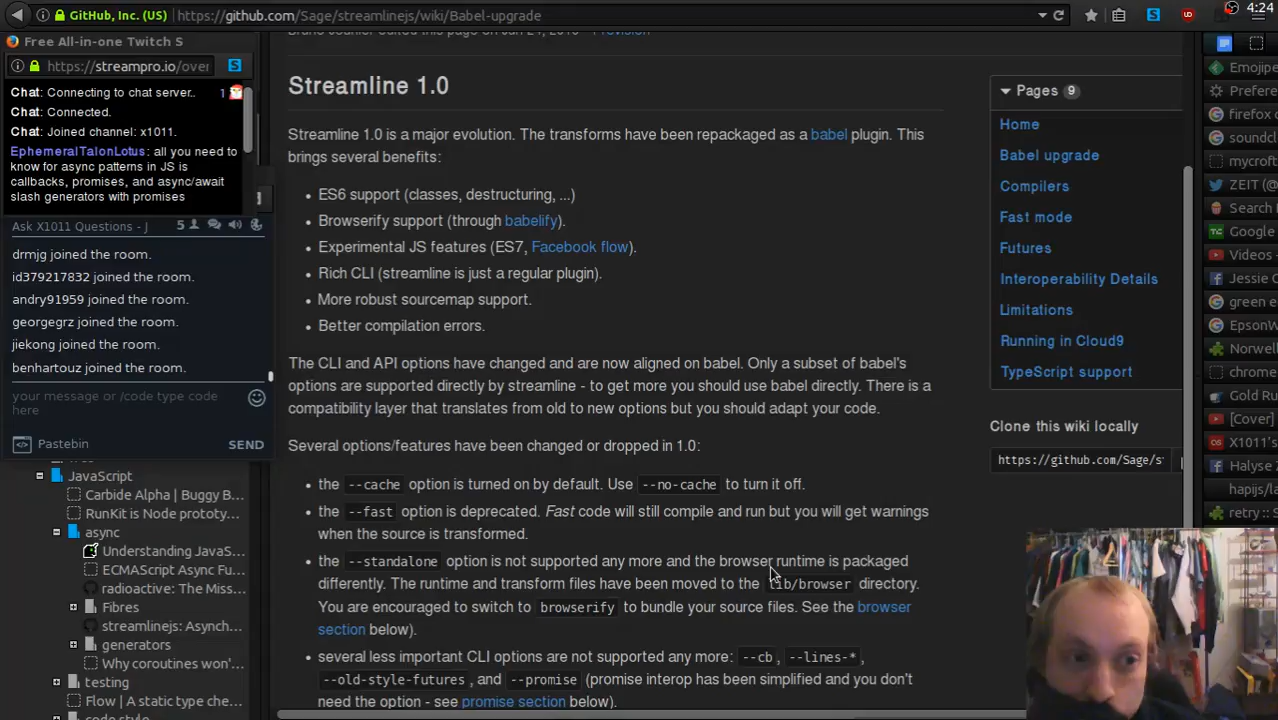 GitHub, Inc. (US)
https://github.com/Sage/streamlinejs/wiki/Babel-upgrade
4:24
Free All-in-one Twitch S
https://streampro.io/over
Chat: Connecting to chat server..
1
Chat: Connected.
Chat: Joined channel: x1011.
EphemeralTalonLotus: all you need to
know for async patterns in JS is
callbacks, promises, and async/await
slash generators with promises
Ask X1011 Questions - J
5
drmjg joined the room.
id379217832 joined the room.
andry91959 joined the room.
georgegrz joined the room.
jiekong joined the room.
benhartouz joined the room.
your message or /code type code
here
Pastebin
SEND
JavaScript
Carbide Alpha | Buggy B...
RunKit is Node prototy...
async
Understanding JavaS...
ECMAScript Async Fu...
radioactive: The Miss...
Fibres
streamlinejs: Asynch...
generators
Why coroutines won'...
testing
Flow | A static type che...
code style
Streamline 1.0
Streamline 1.0 is a major evolution. The transforms have been repackaged as a babel plugin. This
brings several benefits:
• ES6 support (classes, destructuring, ...)
• Browserify support (through babelify).
• Experimental JS features (ES7, Facebook flow).
• Rich CLI (streamline is just a regular plugin).
• More robust sourcemap support.
• Better compilation errors.
The CLI and API options have changed and are now aligned on babel. Only a subset of babel's
options are supported directly by streamline - to get more you should use babel directly. There is a
compatibility layer that translates from old to new options but you should adapt your code.
Several options/features have been changed or dropped in 1.0:
• the --cache option is turned on by default. Use --no-cache to turn it off.
• the --fast option is deprecated. Fast code will still compile and run but you will get warnings
when the source is transformed.
• the --standalone option is not supported any more and the browser runtime is packaged
differently. The runtime and transform files have been moved to the lib/browser directory.
You are encouraged to switch to browserify to bundle your source files. See the browser
section below).
• several less important CLI options are not supported any more: --cb, --lines-*,
--old-style-futures, and --promise (promise interop has been simplified and you don't
need the option - see promise section below).
Pages 9
Home
Babel upgrade
Compilers
Fast mode
Futures
Interoperability Details
Limitations
Running in Cloud9
TypeScript support
Clone this wiki locally
https://github.com/Sage/s
Emojipe
Prefere
firefox c
soundcl
mycroft
ZEIT (@
Search
Google
Videos -
Jessie C
green e
EpsonW
Norwell
chrome
Gold Ru
[Cover]
X1011's
Halyse
hapijs/l
retry ::